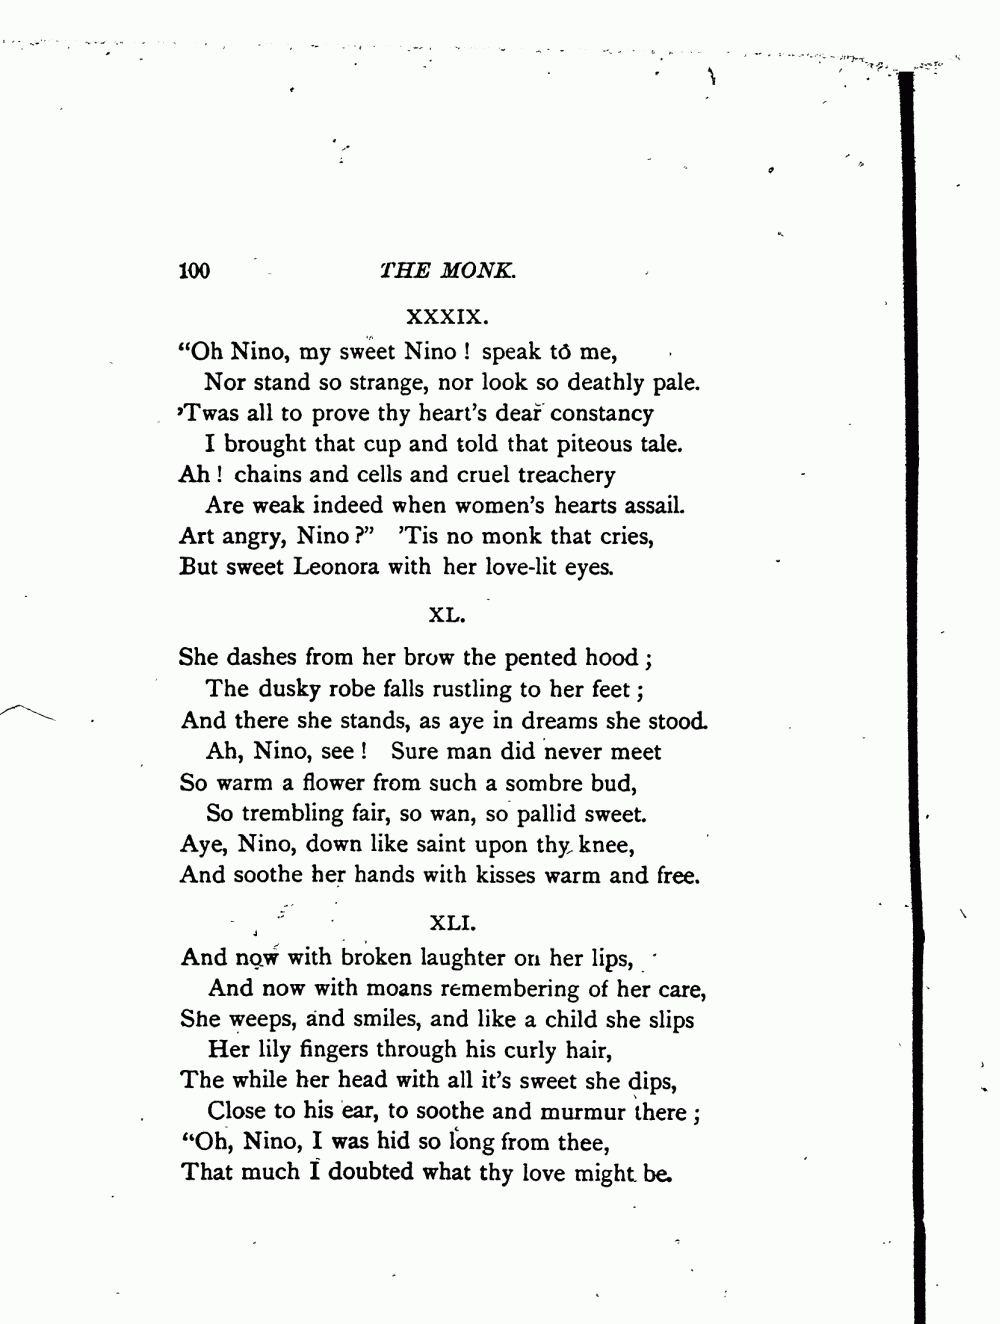 100 THE MONK.
XXXIX.
“Oh Nino, my sweet Nino ! speak to me,
Nor stand so strange, nor look so deathly pale.
’Twas all to prove thy heart’s dear constancy
I brought that cup and told that piteous tale.
Ah ! chains and cells and cruel treachery
Are weak indeed when women’s hearts assail.
Art angry, Nino ?” ’Tis no monk that cries,
But sweet Leonora with her love-lit eyes.
XL.
She dashes from her brow the pented hood ;
The dusky robe falls rustling to her feet ;
And there she stands, as aye in dreams she stood.
Ah, Nino, see ! Sure man did never meet
So warm a flower from such a sombre bud,
So trembling fair, so wan, so pallid sweet.
Aye, Nino, down like saint upon thy knee,
And soothe her hands with kisses warm and free.
XLI.
And now with broken laughter on her lips,
And now with moans remembering of her care,
She weeps, and smiles, and like a child she slips
Her lily fingers through his curly hair,
The while her head with all it’s sweet she dips,
Close to his ear, to soothe and murmur there ;
“Oh, Nino, I was hid so long from thee,
That much I doubted what thy love might be.